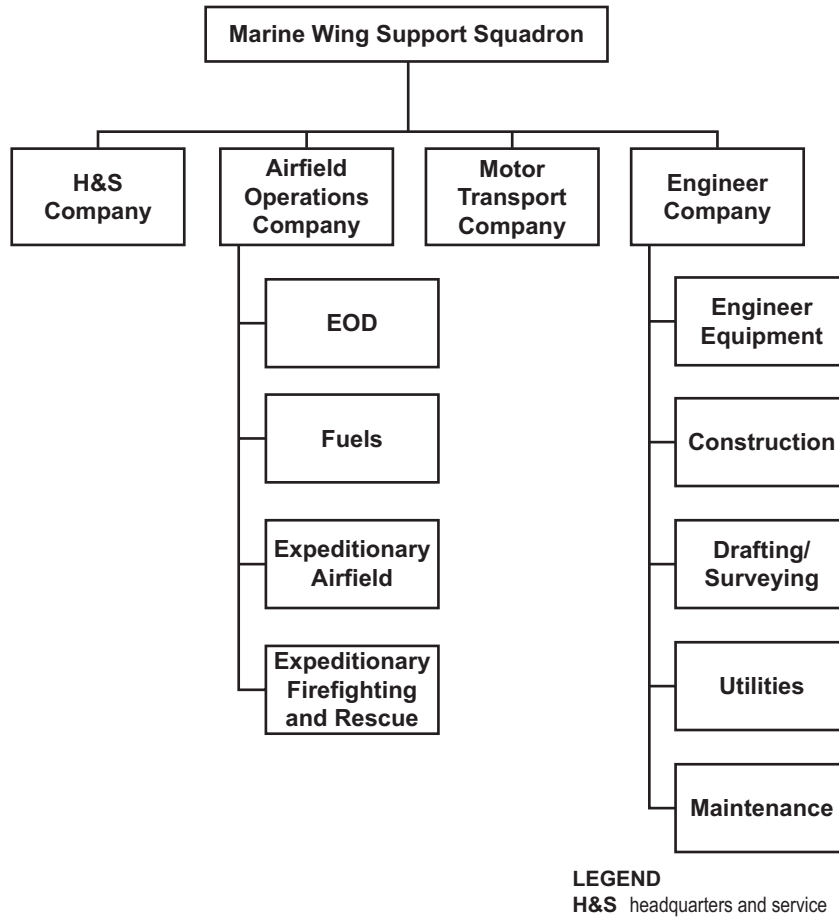 Marine Wing Support Squadron
H&S
Company
Airfield
Operations
Company
Motor
Transport
Company
Engineer
Company
EOD
Fuels
Expeditionary
Airfield
Expeditionary
Firefighting
and Rescue
Engineer
Equipment
Construction
Drafting/
Surveying
Utilities
Maintenance
LEGEND
H&S headquarters and service